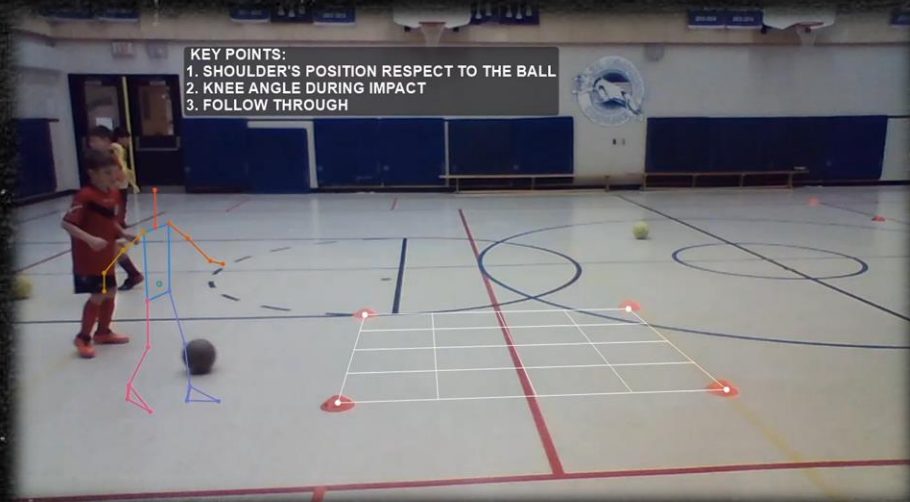 KEY POINTS:
1. SHOULDER'S POSITION RESPECT TO THE BALL
2. KNEE ANGLE DURING IMPACT
3. FOLLOW THROUGH